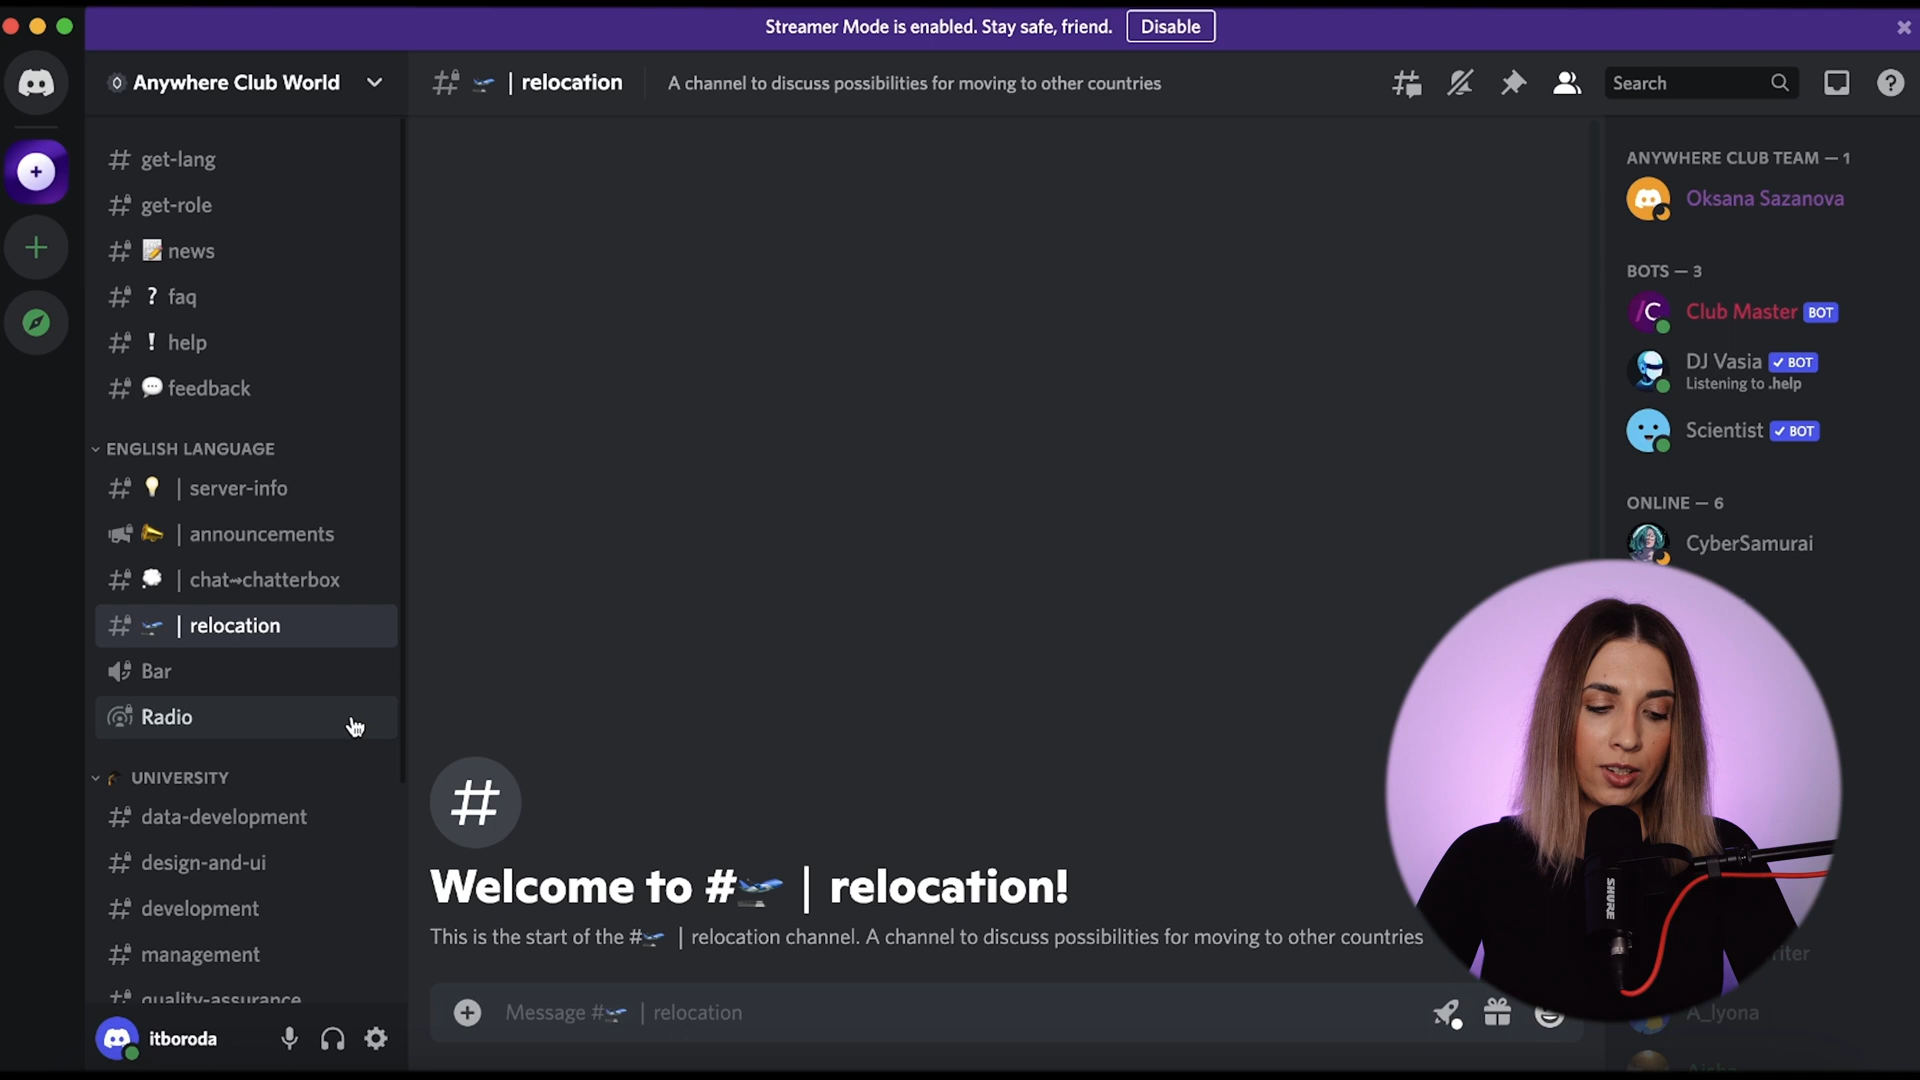 Streamer Mode is enabled. Stay safe, friend. Disable
Anywhere Club World
| relocation
A channel to discuss possibilities for moving to other countries
Search
get-lang
get-role
news
? faq
! help
feedback
ENGLISH LANGUAGE
| server-info
| announcements
| chat⇝chatterbox
| relocation
Bar
Radio
UNIVERSITY
data-development
design-and-ui
development
management
quality-assurance
itboroda
Welcome to # | relocation!
This is the start of the # | relocation channel. A channel to discuss possibilities for moving to other countries
Message # | relocation
ANYWHERE CLUB TEAM — 1
Oksana Sazanova
BOTS — 3
/C
Club Master BOT
DJ Vasia ✓ BOT
Listening to .help
Scientist ✓ BOT
ONLINE — 6
CyberSamurai
SHURE
A_lyona